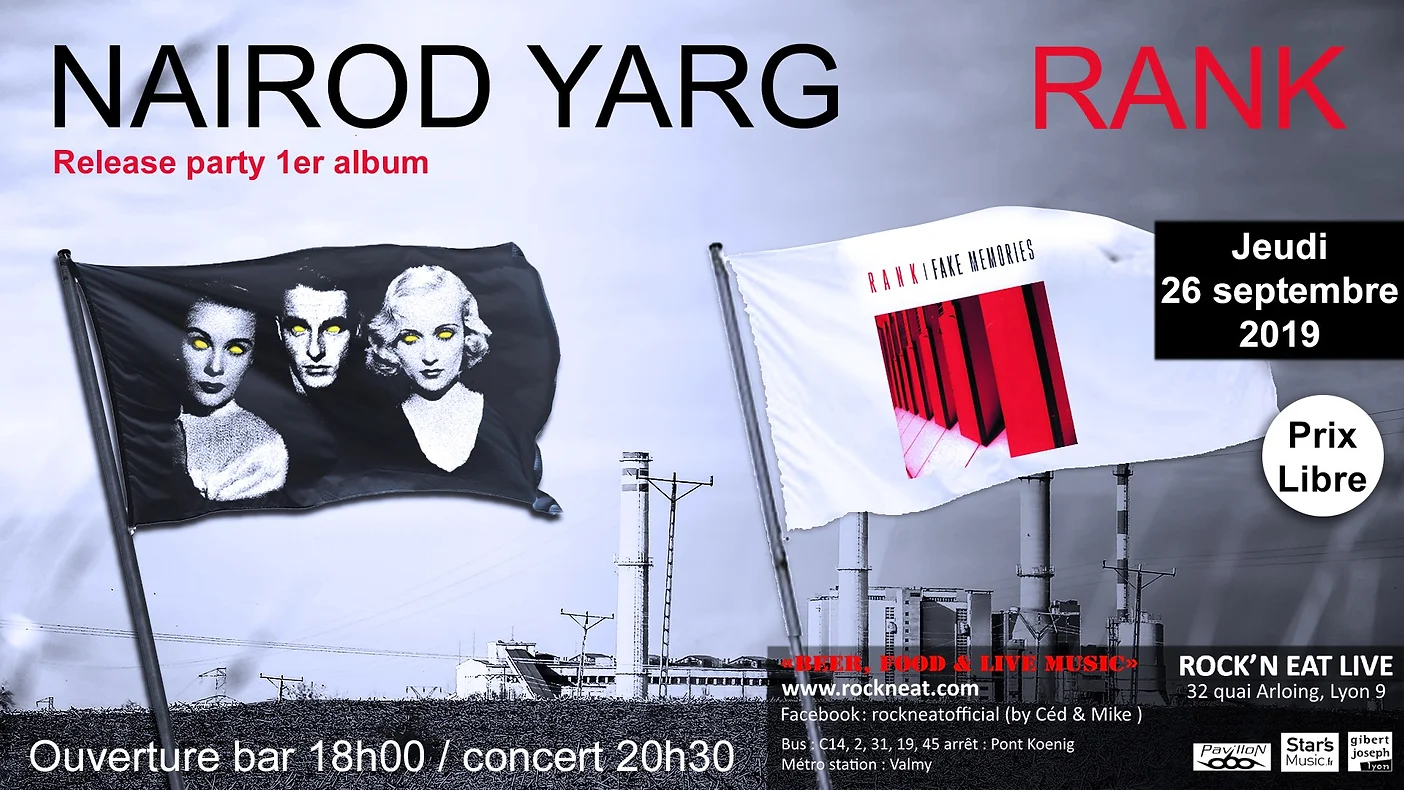 NAIROD YARG
RANK
Release party 1er album
RANK | FAKE MEMORIES
Jeudi
26 septembre
2019
Prix
Libre
«BEER, FOOD & LIVE MUSIC»
www.rockneat.com
Facebook: rockneatofficial (by Céd & Mike )
Bus : C14, 2, 31, 19, 45 arrêt : Pont Koenig
Métro station : Valmy
ROCK'N EAT LIVE
32 quai Arloing, Lyon 9
Ouverture bar 18h00 / concert 20h30
PAVILLON
Star's
Music.fr
gibert
joseph
lyon